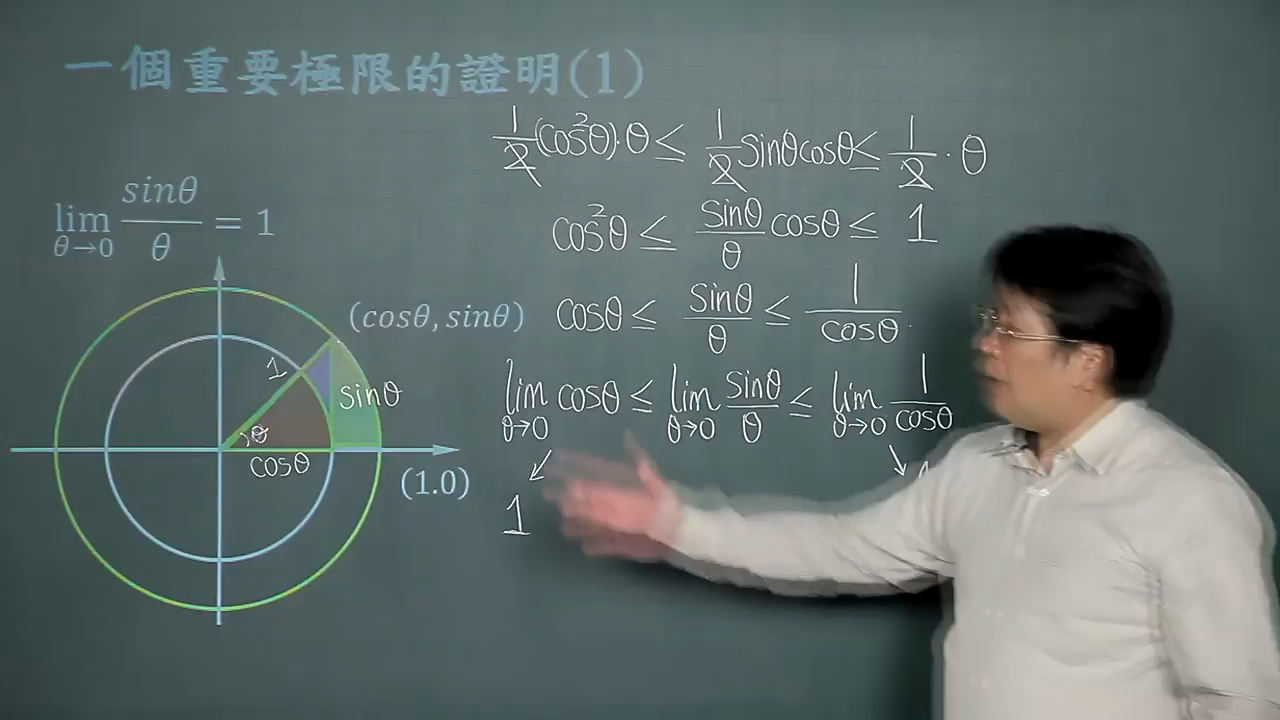 一個重要極限的證明(1)
lim θ→0 sinθ/θ = 1
(cosθ, sinθ)
1
sinθ
θ
cosθ
(1.0)
1/2(cos²θ)·θ ≤ 1/2 sinθcosθ ≤ 1/2 · θ
cos²θ ≤ sinθ/θ cosθ ≤ 1
cosθ ≤ sinθ/θ ≤ 1/cosθ
lim θ→0 cosθ ≤ lim θ→0 sinθ/θ ≤ lim θ→0 1/cosθ
1